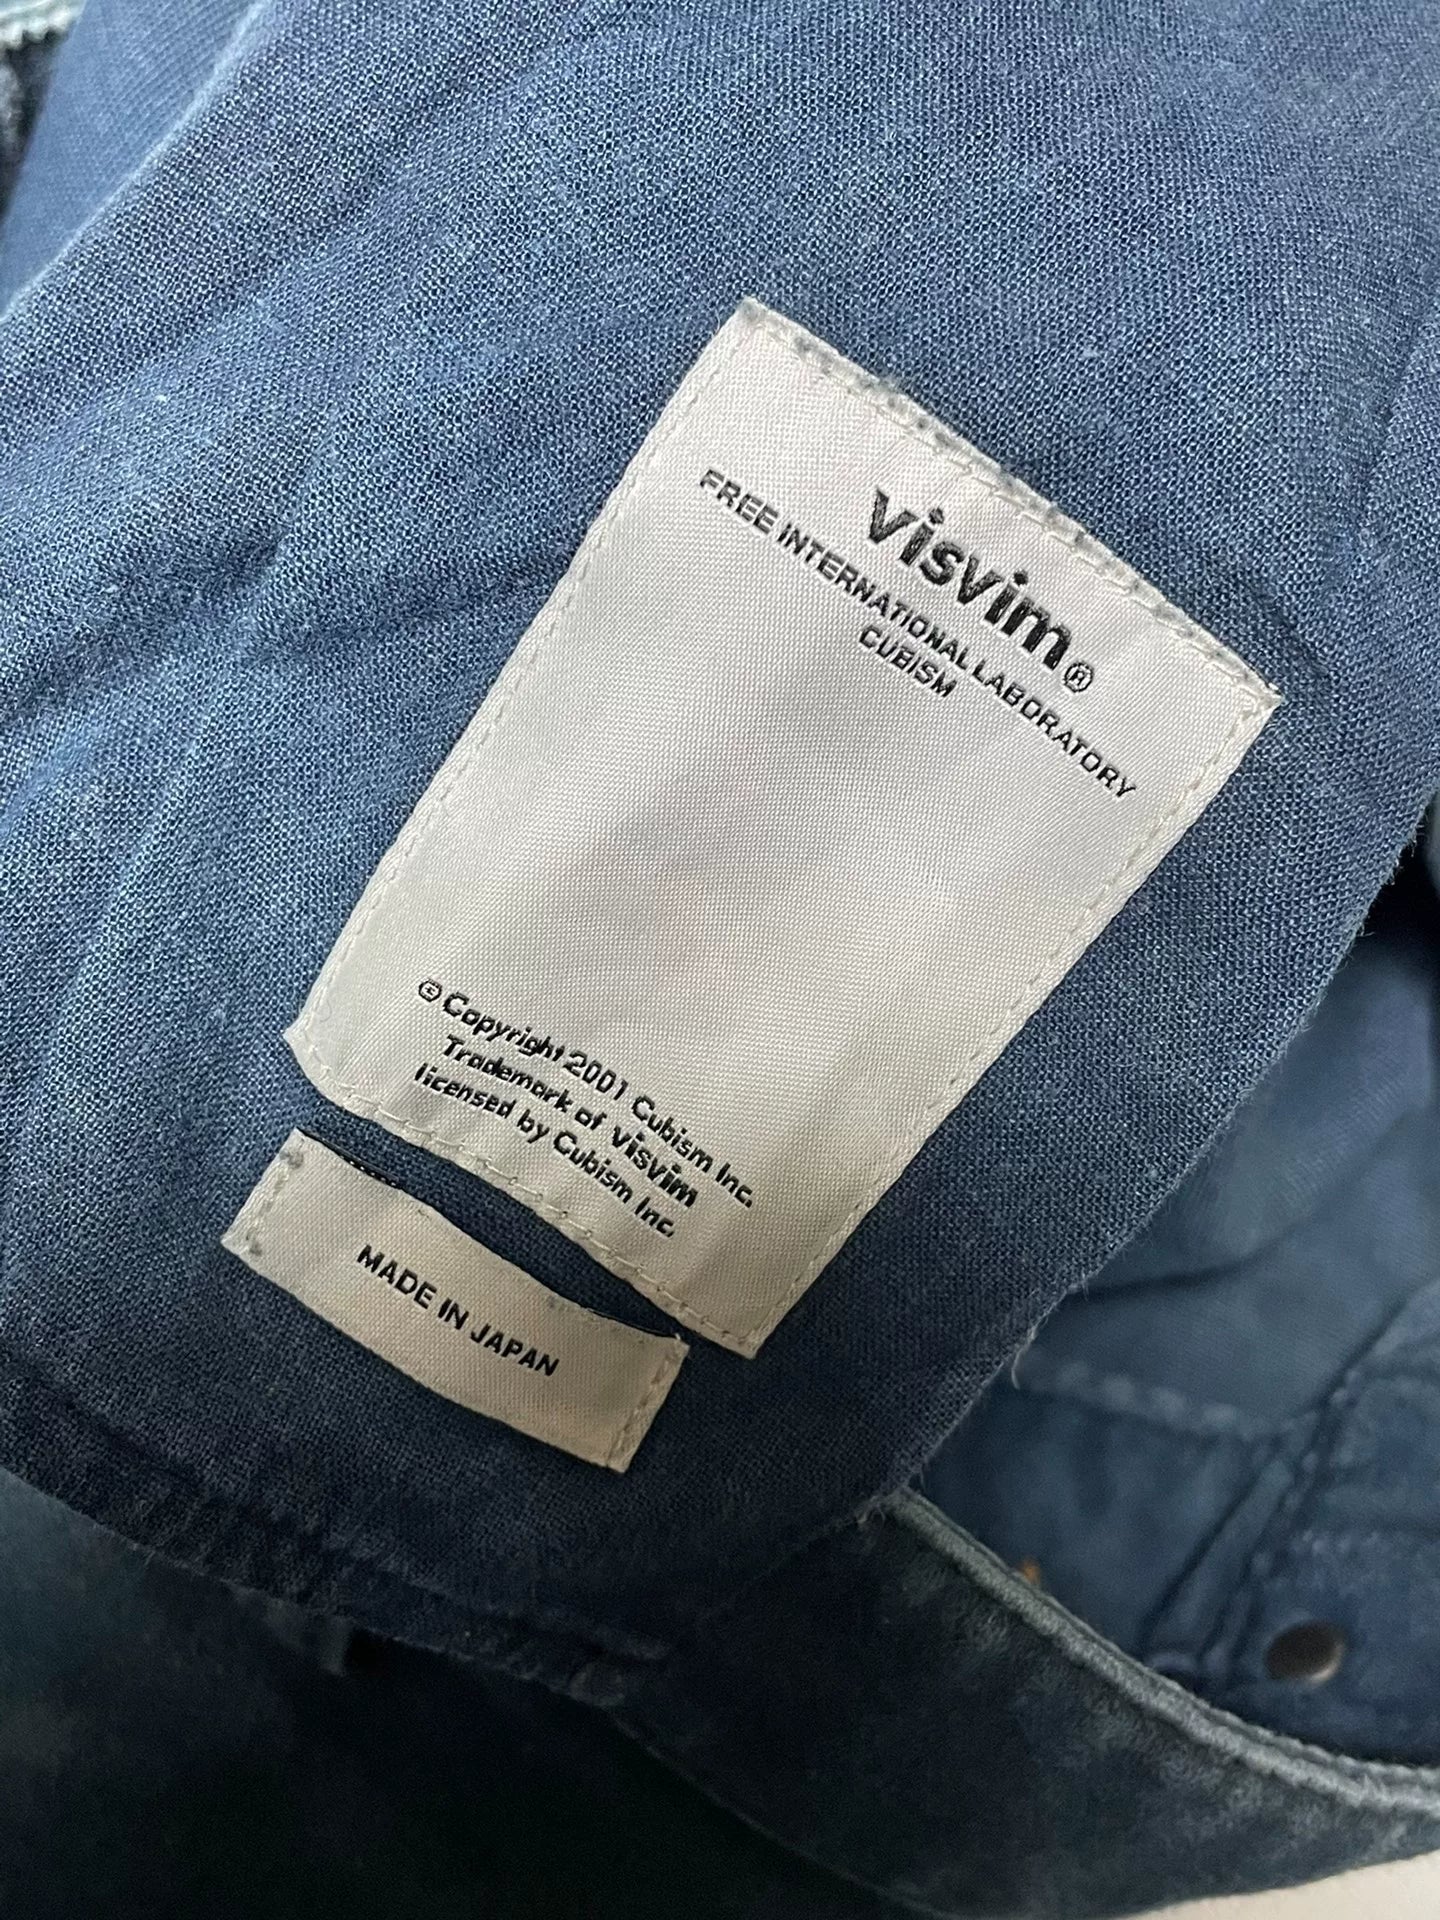 visvim®
FREE INTERNATIONAL LABORATORY
CUBISM
© Copyright 2001 Cubism Inc.
Trademark of visvim
licensed by Cubism Inc.
MADE IN JAPAN